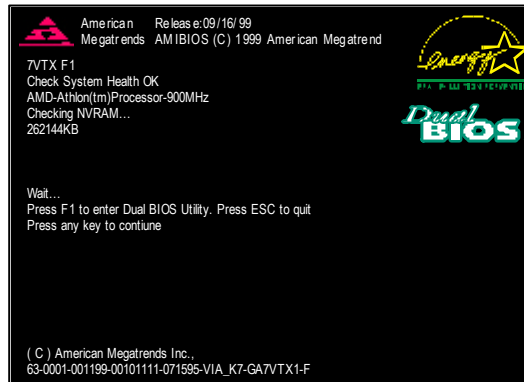 American Release:09/16/99
Megatrends AMIBIOS (C) 1999 American Megatrend
energy
7VTX F1
Check System Health OK
AMD-Athlon(tm)Processor-900MHz
Checking NVRAM...
262144KB
Dual
BIOS
Wait...
Press F1 to enter Dual BIOS Utility. Press ESC to quit
Press any key to contiune
( C ) American Megatrends Inc.,
63-0001-001199-00101111-071595-VIA_K7-GA7VTX1-F